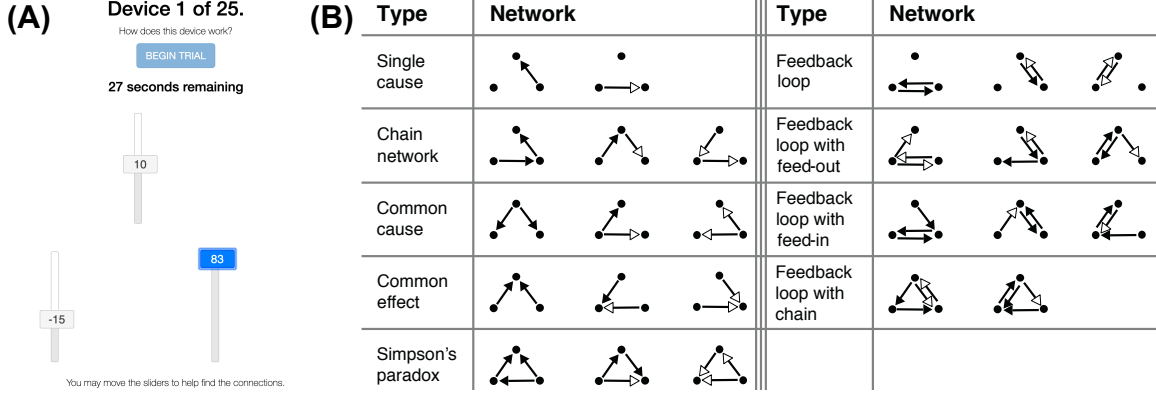 (A)
Device 1 of 25.
How does this device work?
BEGIN TRIAL
27 seconds remaining
10
83
-15
You may move the sliders to help find the connections.
(B)
Type Network Type Network
Single
cause
Feedback
loop
Chain
network
Feedback
loop with
feed-out
Common
cause
Feedback
loop with
feed-in
Common
effect
Feedback
loop with
chain
Simpson's
paradox